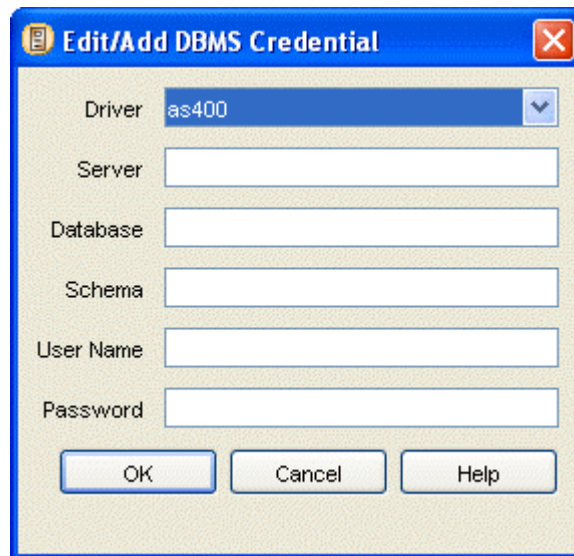 Edit/Add DBMS Credential
Driver as400
Server
Database
Schema
User Name
Password
OK Cancel Help